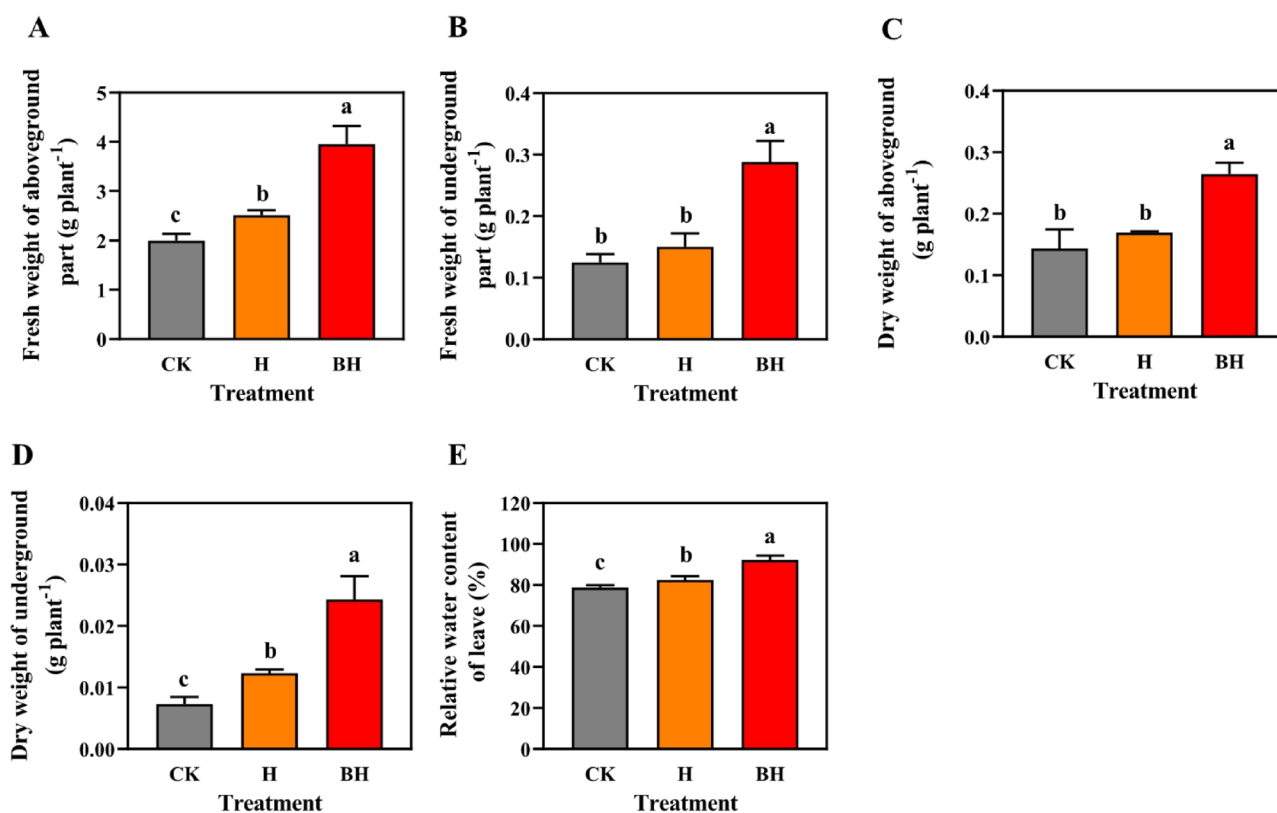 A
Fresh weight of aboveground
part (g plant⁻¹)
5
4
3
2
1
0
c
b
a
CK H BH
Treatment
B
Fresh weight of underground
part (g plant⁻¹)
0.4
0.3
0.2
0.1
0.0
b
b
a
CK H BH
Treatment
C
Dry weight of aboveground
(g plant⁻¹)
0.4
0.3
0.2
0.1
0.0
b
b
a
CK H BH
Treatment
D
Dry weight of underground
(g plant⁻¹)
0.04
0.03
0.02
0.01
0.00
c
b
a
CK H BH
Treatment
E
Relative water content
of leave (%)
120
100
80
60
40
20
0
c
b
a
CK H BH
Treatment